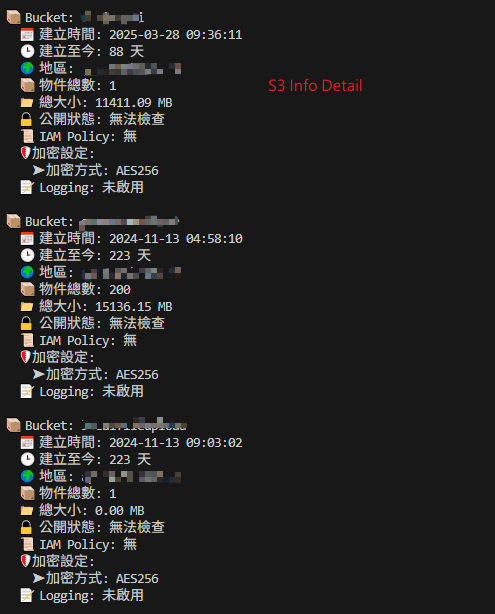 Bucket:
建立時間: 2025-03-28 09:36:11
建立至今: 88 天
地區:
物件總數: 1
S3 Info Detail
總大小: 11411.09 MB
公開狀態: 無法檢查
IAM Policy: 無
加密設定:
➤加密方式: AES256
Logging: 未啟用
Bucket:
建立時間: 2024-11-13 04:58:10
建立至今: 223 天
地區:
物件總數: 200
總大小: 15136.15 MB
公開狀態: 無法檢查
IAM Policy: 無
加密設定:
➤加密方式: AES256
Logging: 未啟用
Bucket:
建立時間: 2024-11-13 09:03:02
建立至今: 223 天
地區:
物件總數: 1
總大小: 0.00 MB
公開狀態: 無法檢查
IAM Policy: 無
加密設定:
➤加密方式: AES256
Logging: 未啟用